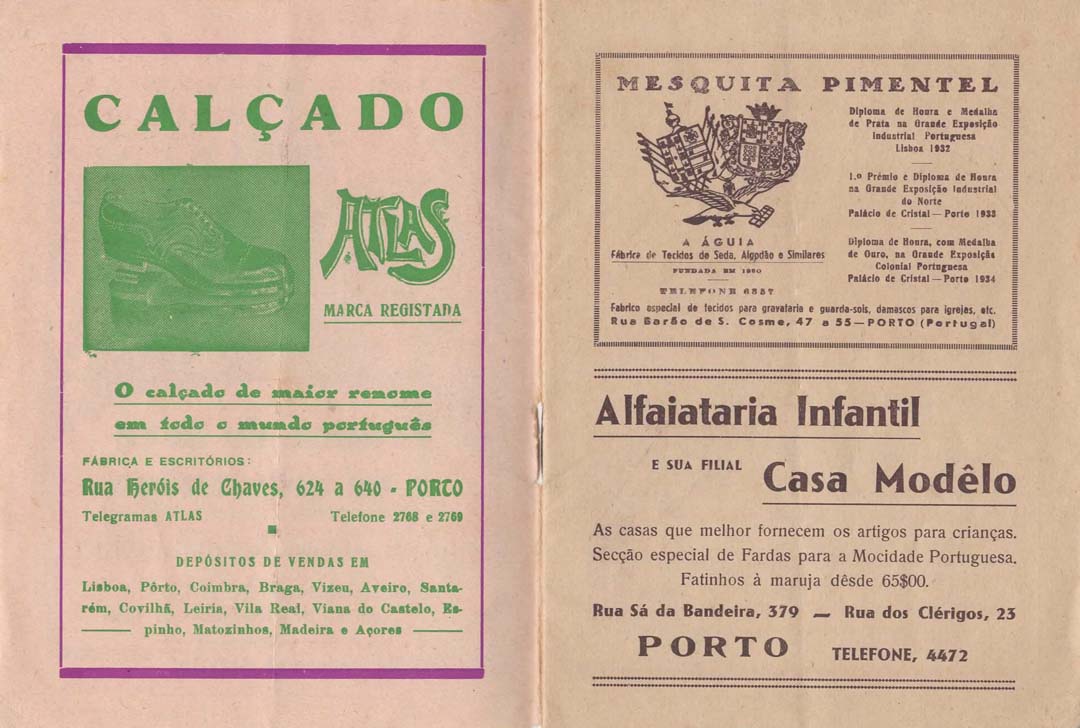 CALÇADO
ATLAS
MARCA REGISTADA
O calçado de maior renome
em todo o mundo português
FÁBRICA E ESCRITÓRIOS:
Rua Heróis de Chaves, 624 a 640 - PORTO
Telegramas ATLAS Telefone 2768 e 2769
DEPÓSITOS DE VENDAS EM
Lisboa, Pôrto, Coimbra, Braga, Vizeu, Aveiro, Santa-
rém, Covilhã, Leiria, Vila Real, Viana do Castelo, Es-
pinho, Matozinhos, Madeira e Açores
MESQUITA PIMENTEL
Diploma de Honra e Medalha
de Prata na Grande Exposição
Industrial Portuguesa
Lisboa 1932
1.º Prémio e Diploma de Honra
na Grande Exposição Industrial
do Norte
Palácio de Cristal — Porto 1933
Diploma de Honra, com Medalha
de Ouro, na Grande Exposição
Colonial Portuguesa
Palácio de Cristal — Porto 1934
A ÁGUIA
Fábrica de Tecidos de Seda, Algodão e Similares
FUNDADA EM
TELEFONE
Fabrico especial de tecidos para gravataria e guarda-sois, damascos para igrejas, etc.
Rua Barão de S. Cosme, 47 a 55 — PORTO (Portugal)
Alfaiataria Infantil
E SUA FILIAL
Casa Modêlo
As casas que melhor fornecem os artigos para crianças.
Secção especial de Fardas para a Mocidade Portuguesa.
Fatinhos à maruja dêsde 65$00.
Rua Sá da Bandeira, 379 — Rua dos Clérigos, 23
PORTO TELEFONE, 4472